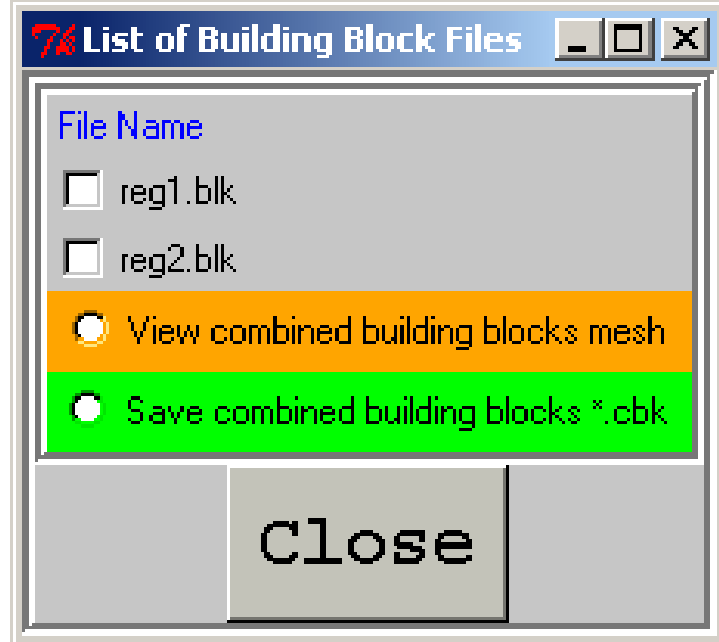 List of Building Block Files
File Name
reg1.blk
reg2.blk
View combined building blocks mesh
Save combined building blocks *.cbk
Close